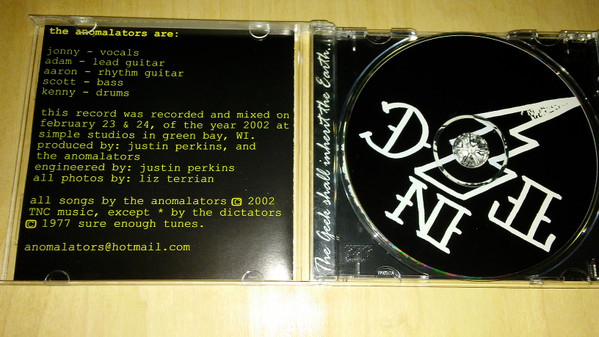 the anomalators are:
jonny - vocals
adam - lead guitar
aaron - rhythm guitar
scott - bass
kenny - drums
this record was recorded and mixed on
february 23 & 24, of the year 2002 at
simple studios in green bay, WI.
produced by: justin perkins, and
the anomalators
engineered by: justin perkins
all photos by: liz terrian
all songs by the anomalators © 2002
TNC music, except * by the dictators
© 1977 sure enough tunes.
anomalators@hotmail.com
The Geek shall inherit the Earth...